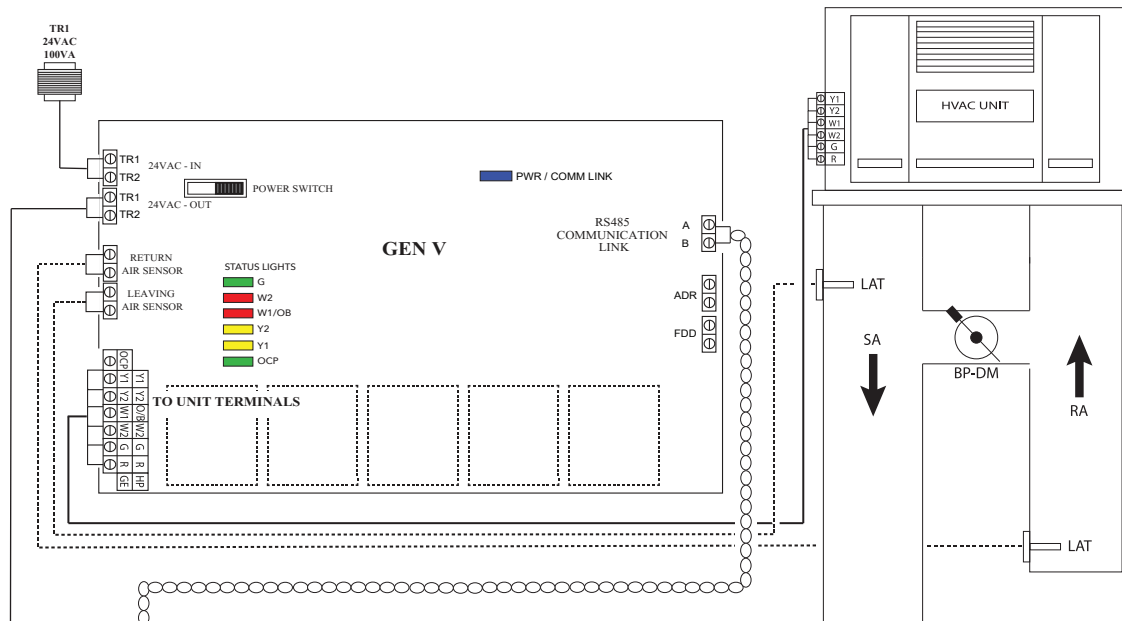 TR1
24VAC
100VA
TR1
TR2
24VAC - IN
TR1
TR2
24VAC - OUT
POWER SWITCH
PWR / COMM LINK
RETURN
AIR SENSOR
LEAVING
AIR SENSOR
STATUS LIGHTS
G
W2
W1/OB
Y2
Y1
OCP
GEN V
RS485
COMMUNICATION
LINK
A
B
ADR
FDD
OCP
Y1 Y1
Y2 Y2
W1 O/B
W2 W2
G G
R R
GE HP
TO UNIT TERMINALS
Y1
Y2
W1
W2
G
R
HVAC UNIT
LAT
SA
BP-DM
RA
LAT